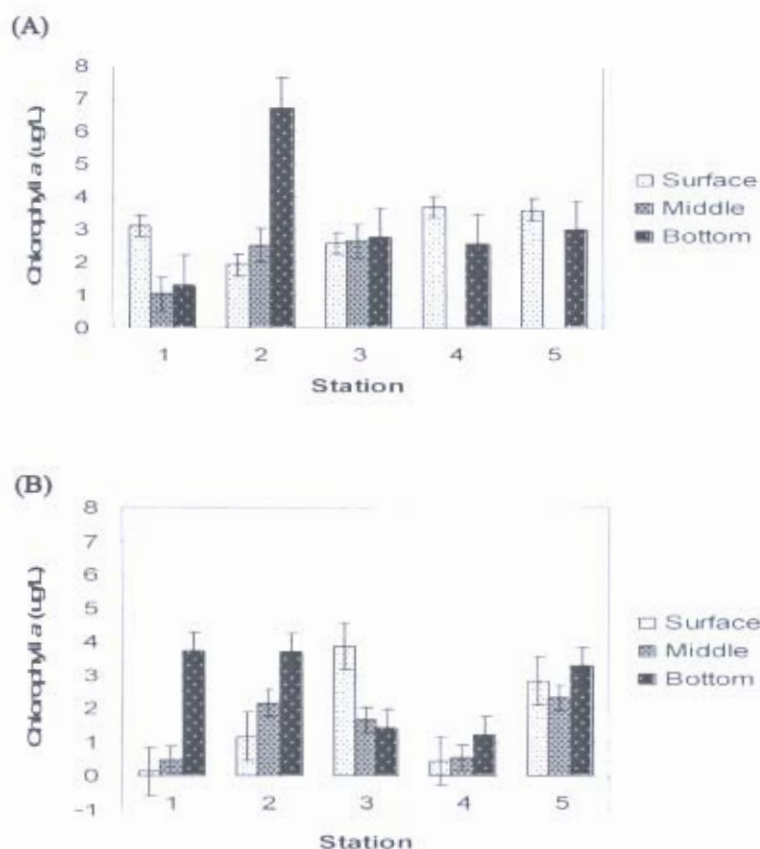 (A)
Chlorophyll a (ug/L)
8
7
6
5
4
3
2
1
0
1 2 3 4 5
Station
Surface
Middle
Bottom
(B)
Chlorophyll a (ug/L)
8
7
6
5
4
3
2
1
0
-1
1 2 3 4 5
Station
Surface
Middle
Bottom